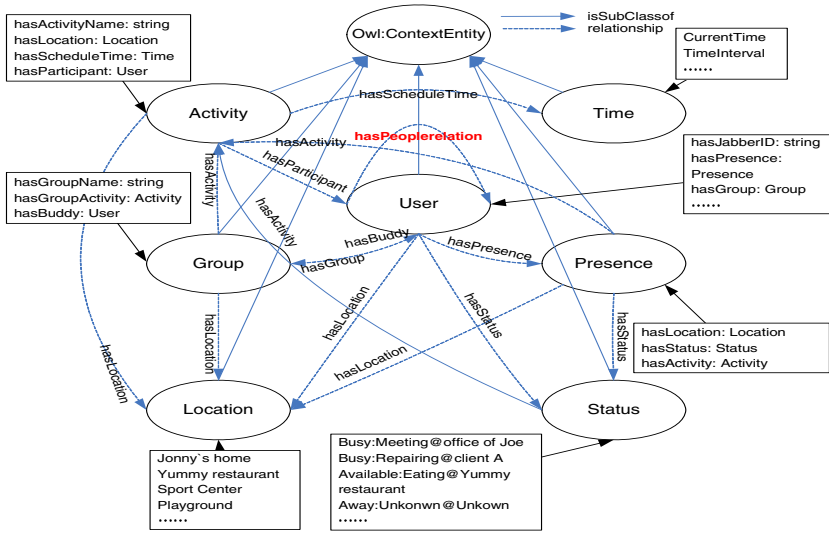 hasActivityName: string
hasLocation: Location
hasScheduleTime: Time
hasParticipant: User
Owl:ContextEntity
isSubClassof
relationship
CurrentTime
TimeInterval
......
Activity
hasScheduleTime
Time
hasPeoplerelation
hasActivity
hasParticipant
hasActivity
hasActivity
hasJabberID: string
hasPresence:
Presence
hasGroup: Group
......
hasGroupName: string
hasGroupActivity: Activity
hasBuddy: User
User
hasBuddy
hasGroup
hasPresence
Group
Presence
hasLocation
hasLocation
hasLocation
hasLocation
hasStatus
hasStatus
hasLocation: Location
hasStatus: Status
hasActivity: Activity
Location
Status
Jonny`s home
Yummy restaurant
Sport Center
Playground
......
Busy:Meeting@office of Joe
Busy:Repairing@client A
Available:Eating@Yummy
restaurant
Away:Unkonwn@Unkown
......